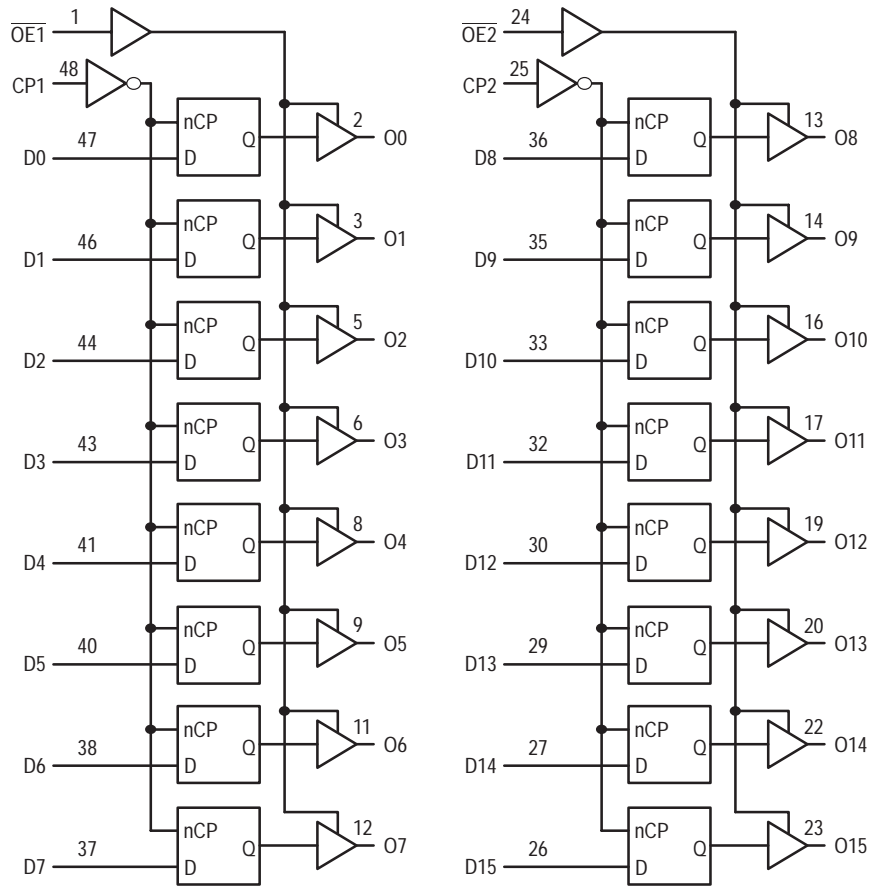 OE1 1
48
CP1
nCP
Q
D
D0 47
2
O0
nCP
Q
D
D1 46
3
O1
nCP
Q
D
D2 44
5
O2
nCP
Q
D
D3 43
6
O3
nCP
Q
D
D4 41
8
O4
nCP
Q
D
D5 40
9
O5
nCP
Q
D
D6 38
11
O6
nCP
Q
D
D7 37
12
O7
OE2 24
25
CP2
nCP
Q
D
D8 36
13
O8
nCP
Q
D
D9 35
14
O9
nCP
Q
D
D10 33
16
O10
nCP
Q
D
D11 32
17
O11
nCP
Q
D
D12 30
19
O12
nCP
Q
D
D13 29
20
O13
nCP
Q
D
D14 27
22
O14
nCP
Q
D
D15 26
23
O15